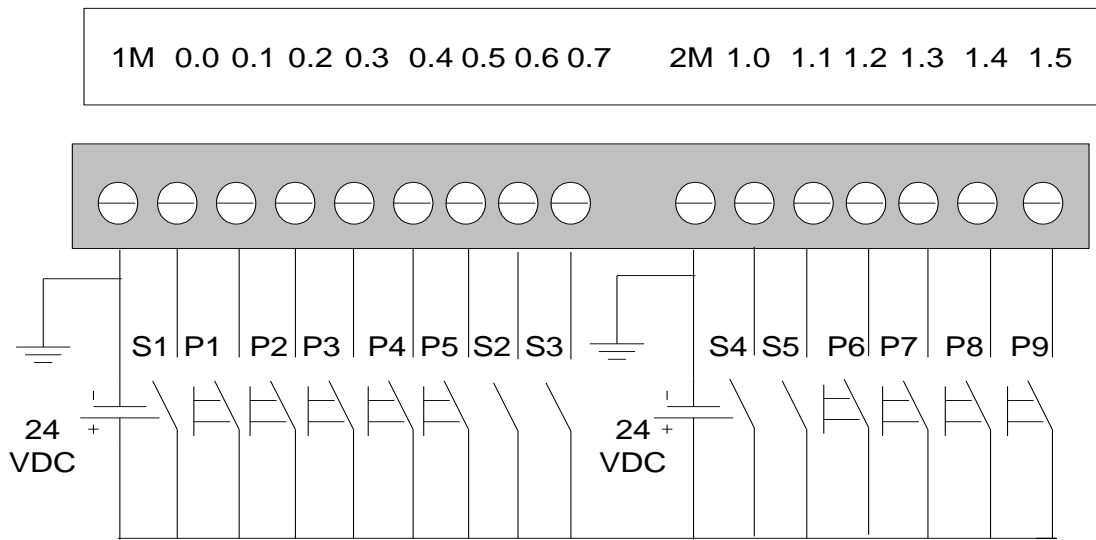 1M 0.0 0.1 0.2 0.3 0.4 0.5 0.6 0.7 2M 1.0 1.1 1.2 1.3 1.4 1.5
S1 P1 P2 P3 P4 P5 S2 S3 S4 S5 P6 P7 P8 P9
- -
+ +
24 24
VDC VDC